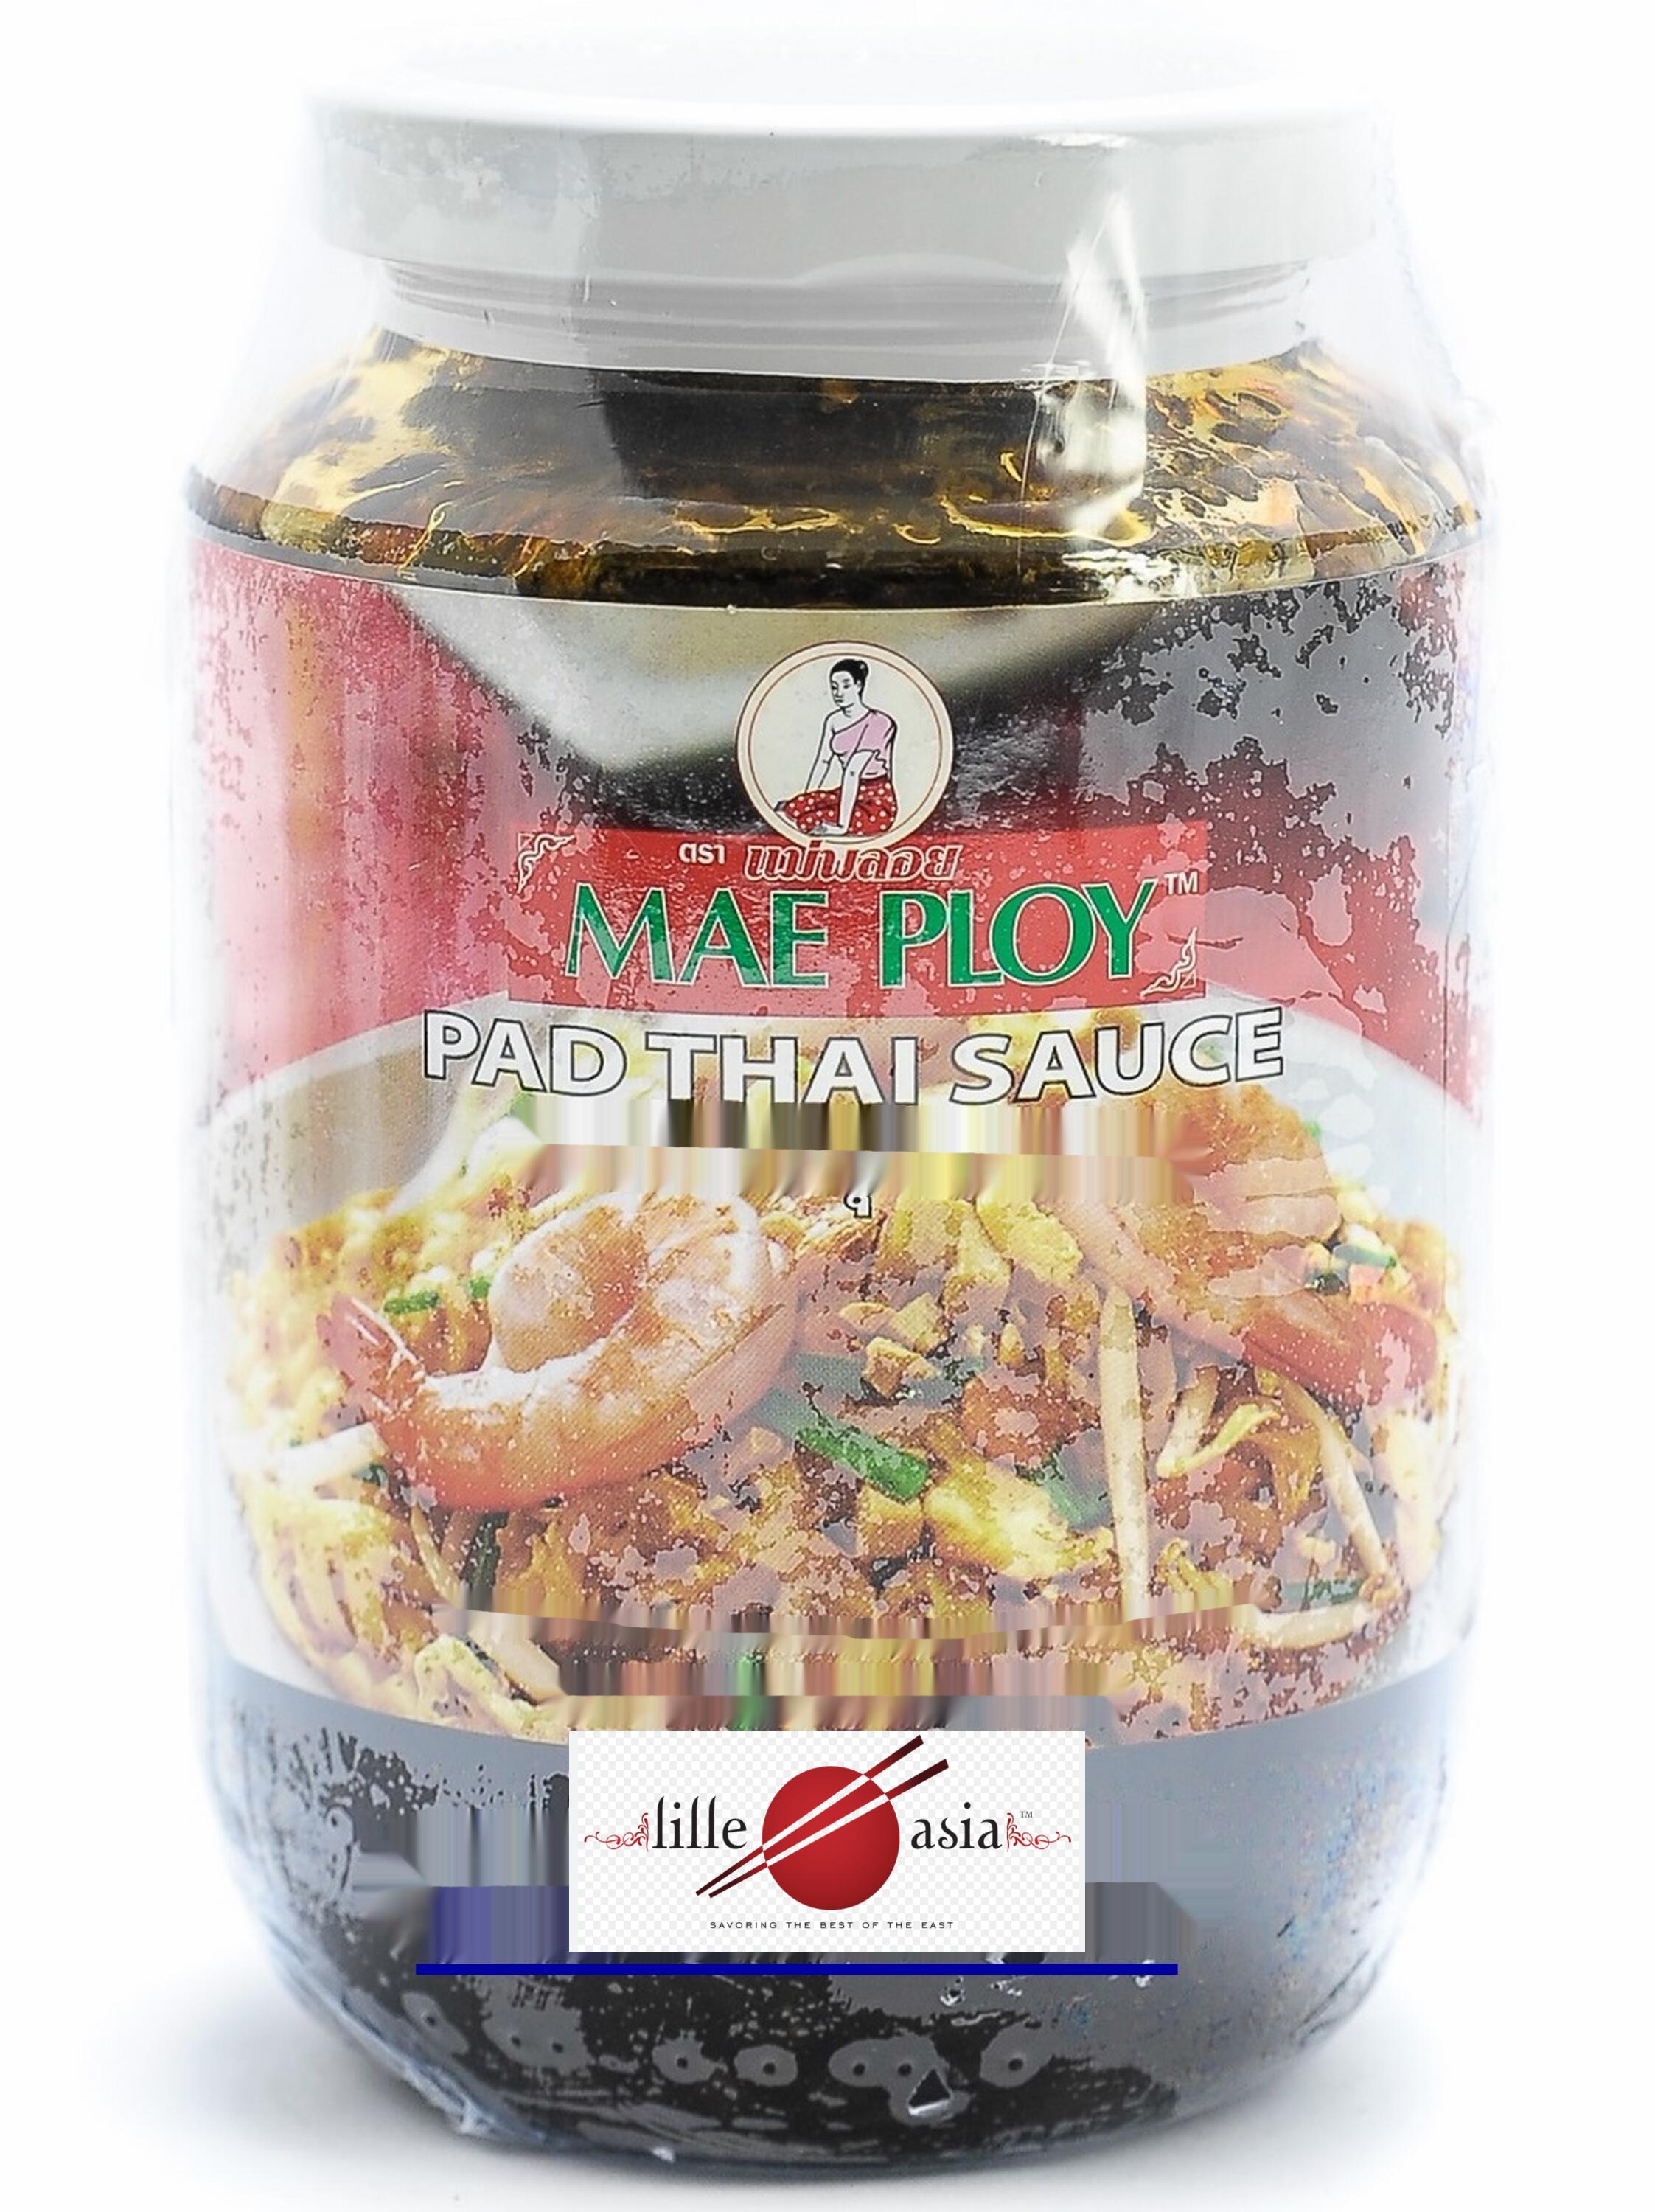 ตรา แม่พลอย
MAE PLOY™
PAD THAI SAUCE
lille asia™
SAVORING THE BEST OF THE EAST